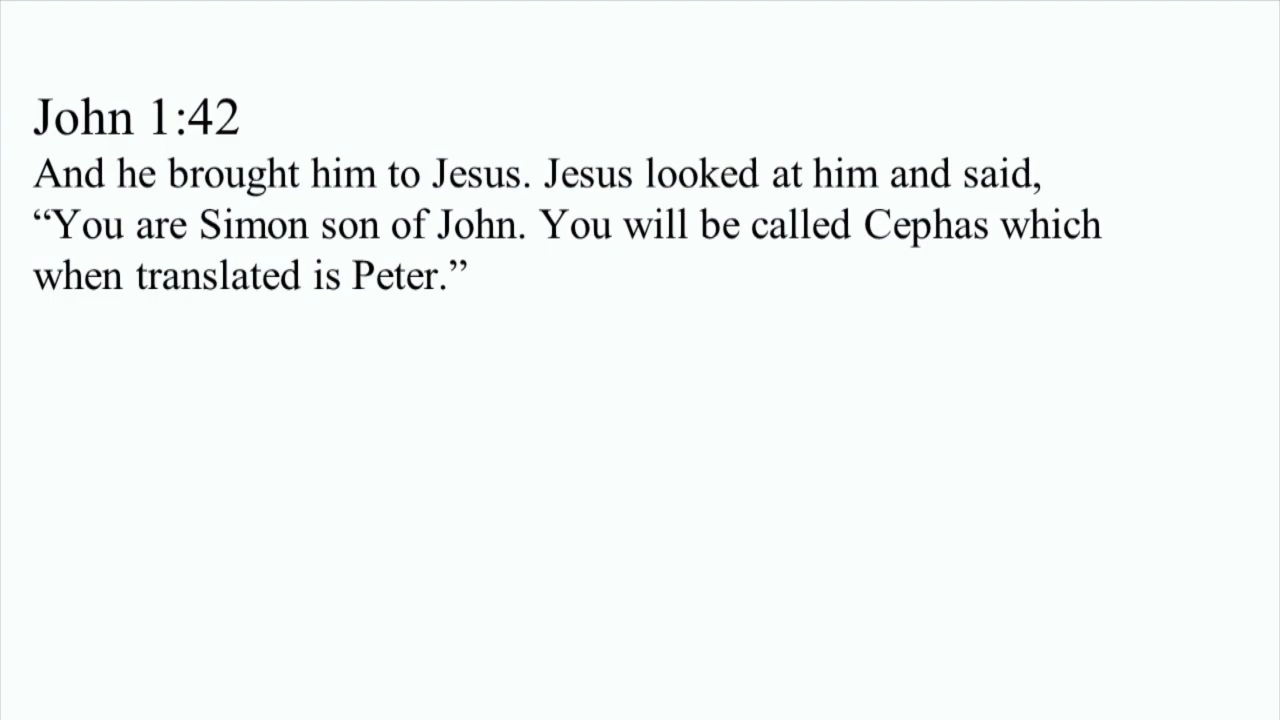 John 1:42
And he brought him to Jesus. Jesus looked at him and said,
“You are Simon son of John. You will be called Cephas which
when translated is Peter.”